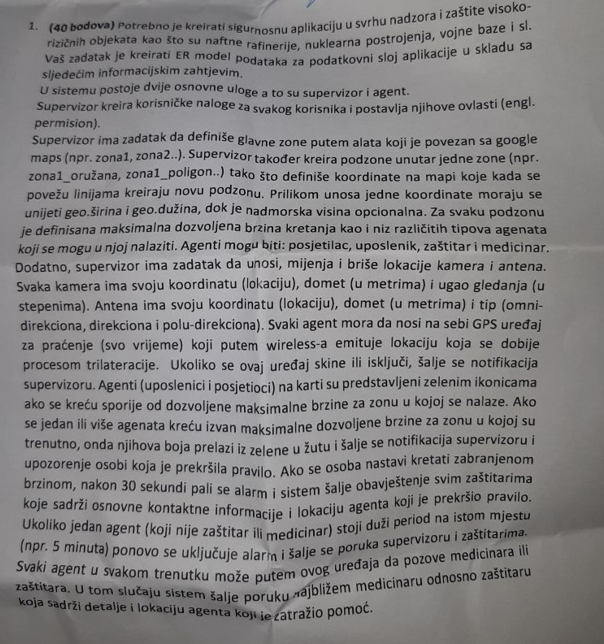 1. (40 bodova) Potrebno je kreirati sigurnosnu aplikaciju u svrhu nadzora i zaštite visoko-
rizičnih objekata kao što su naftne rafinerije, nuklearna postrojenja, vojne baze i sl.
Vaš zadatak je kreirati ER model podataka za podatkovni sloj aplikacije u skladu sa
sljedećim informacijskim zahtjevim.
U sistemu postoje dvije osnovne uloge a to su supervizor i agent.
Supervizor kreira korisničke naloge za svakog korisnika i postavlja njihove ovlasti (engl.
permision).
Supervizor ima zadatak da definiše glavne zone putem alata koji je povezan sa google
maps (npr. zona1, zona2..). Supervizor također kreira podzone unutar jedne zone (npr.
zona1_oružana, zona1_poligon..) tako što definiše koordinate na mapi koje kada se
povežu linijama kreiraju novu podzonu. Prilikom unosa jedne koordinate moraju se
unijeti geo.širina i geo.dužina, dok je nadmorska visina opcionalna. Za svaku podzonu
je definisana maksimalna dozvoljena brzina kretanja kao i niz različitih tipova agenata
koji se mogu u njoj nalaziti. Agenti mogu biti: posjetilac, uposlenik, zaštitar i medicinar.
Dodatno, supervizor ima zadatak da unosi, mijenja i briše lokacije kamera i antena.
Svaka kamera ima svoju koordinatu (lokaciju), domet (u metrima) i ugao gledanja (u
stepenima). Antena ima svoju koordinatu (lokaciju), domet (u metrima) i tip (omni-
direkciona, direkciona i polu-direkciona). Svaki agent mora da nosi na sebi GPS uređaj
za praćenje (svo vrijeme) koji putem wireless-a emituje lokaciju koja se dobije
procesom trilateracije. Ukoliko se ovaj uređaj skine ili isključi, šalje se notifikacija
supervizoru. Agenti (uposlenici i posjetioci) na karti su predstavljeni zelenim ikonicama
ako se kreću sporije od dozvoljene maksimalne brzine za zonu u kojoj se nalaze. Ako
se jedan ili više agenata kreću izvan maksimalne dozvoljene brzine za zonu u kojoj su
trenutno, onda njihova boja prelazi iz zelene u žutu i šalje se notifikacija supervizoru i
upozorenje osobi koja je prekršila pravilo. Ako se osoba nastavi kretati zabranjenom
brzinom, nakon 30 sekundi pali se alarm i sistem šalje obavještenje svim zaštitarima
koje sadrži osnovne kontaktne informacije i lokaciju agenta koji je prekršio pravilo.
Ukoliko jedan agent (koji nije zaštitar ili medicinar) stoji duži period na istom mjestu
(npr. 5 minuta) ponovo se uključuje alarm i šalje se poruka supervizoru i zaštitarima.
Svaki agent u svakom trenutku može putem ovog uređaja da pozove medicinara ili
zaštitara. U tom slučaju sistem šalje poruku najbližem medicinaru odnosno zaštitaru
koja sadrži detalje i lokaciju agenta koji je zatražio pomoć.